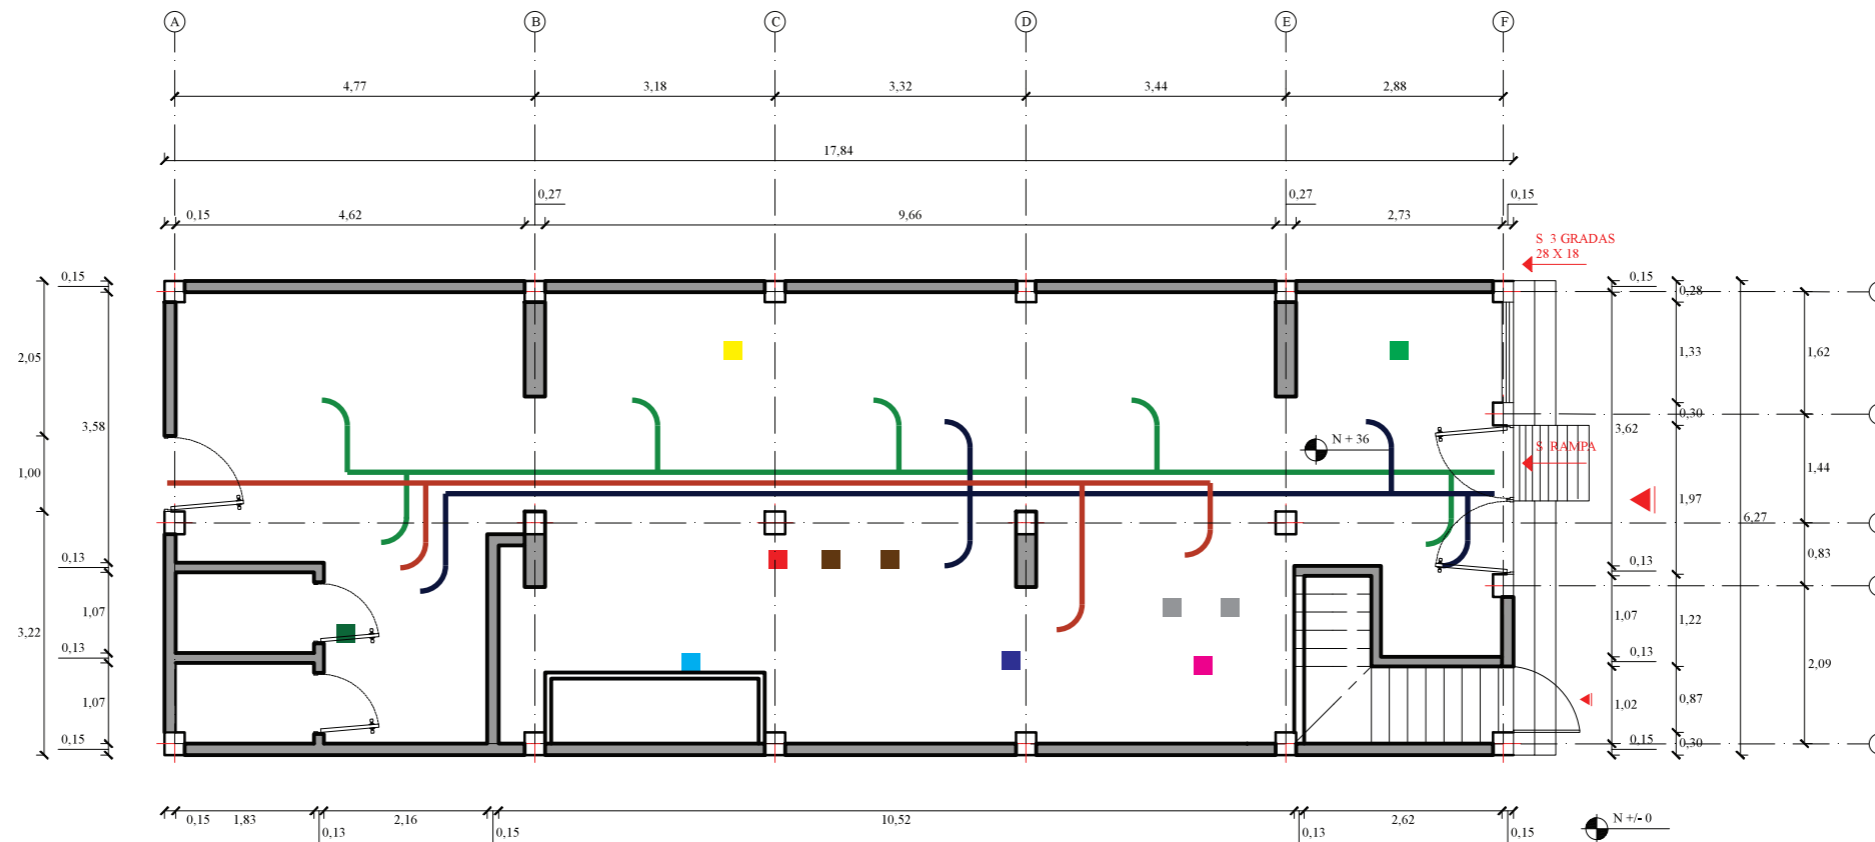 A B C D E F
4,77 3,18 3,32 3,44 2,88
17,84
0,27 0,27 0,15
0,15 4,62 9,66 2,73
S 3 GRADAS
28 X 18
0,15 0,15 0,28
2,05 1,33 1,62
3,58 0,30 3,62
N + 36 S RAMPA
1,00 1,44
1,97
6,27
0,13 0,13 0,83
1,07 1,07 1,22
3,22
0,13 0,13 2,09
1,07 1,02 0,87
0,15 0,15 0,30
0,15 1,83 2,16 10,52 2,62 N +/- 0
0,13 0,15 0,13 0,15